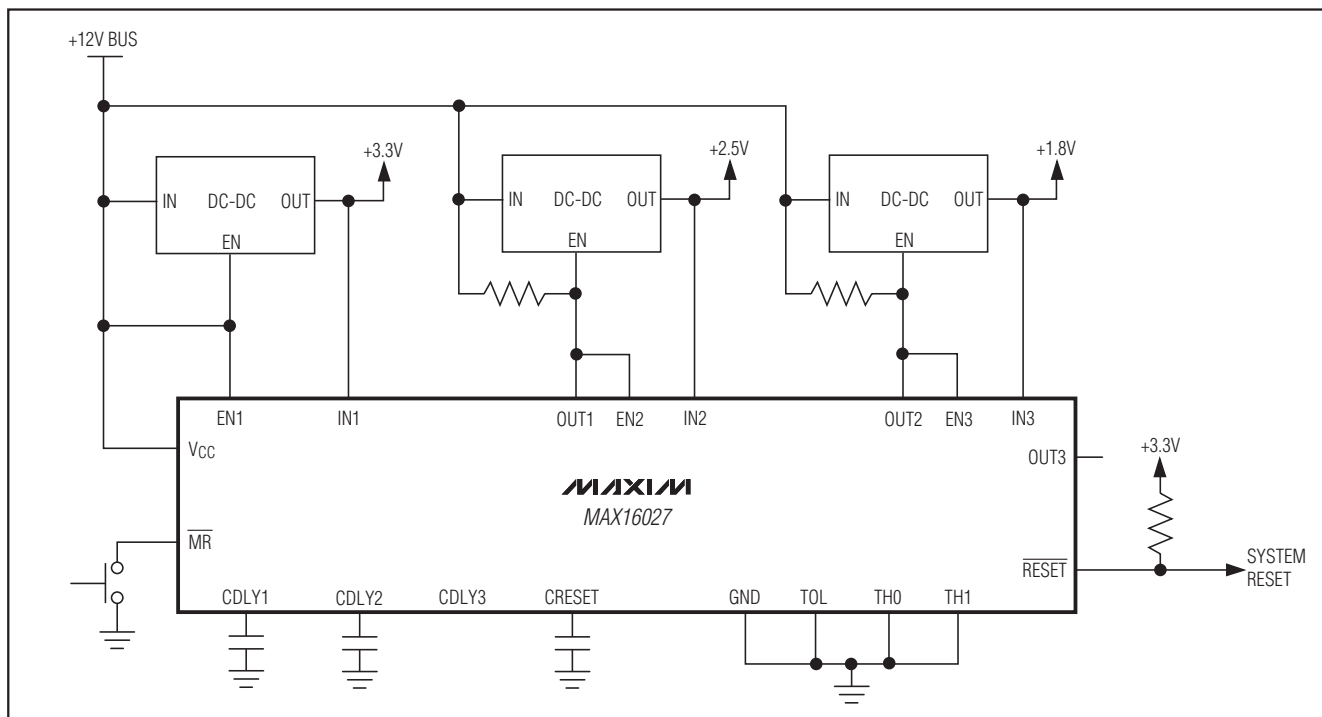 +12V BUS
+3.3V
+2.5V
+1.8V
IN DC-DC OUT
EN
IN DC-DC OUT
EN
IN DC-DC OUT
EN
EN1 IN1 OUT1 EN2 IN2 OUT2 EN3 IN3
VCC
OUT3
+3.3V
MAXIM
MAX16027
MR
RESET
SYSTEM
RESET
CDLY1 CDLY2 CDLY3 CRESET GND TOL TH0 TH1